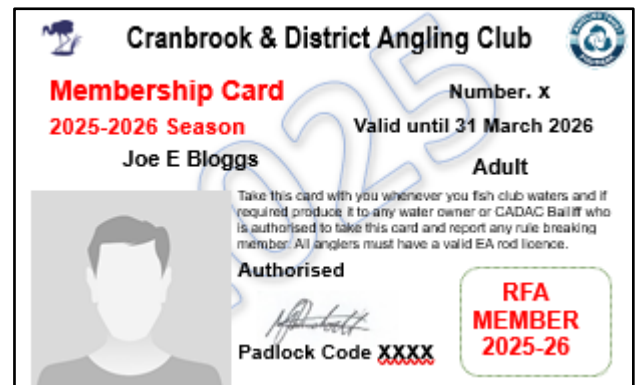 Cranbrook & District Angling Club
Membership Card
Number. x
2025-2026 Season
Valid until 31 March 2026
Joe E Bloggs
Adult
Take this card with you whenever you fish club waters and if
required produce it to any water owner or CADAC Bailiff who
is authorised to take this card and report any rule breaking
member. All anglers must have a valid EA rod licence.
Authorised
Padlock Code XXXX
RFA
MEMBER
2025-26
2025